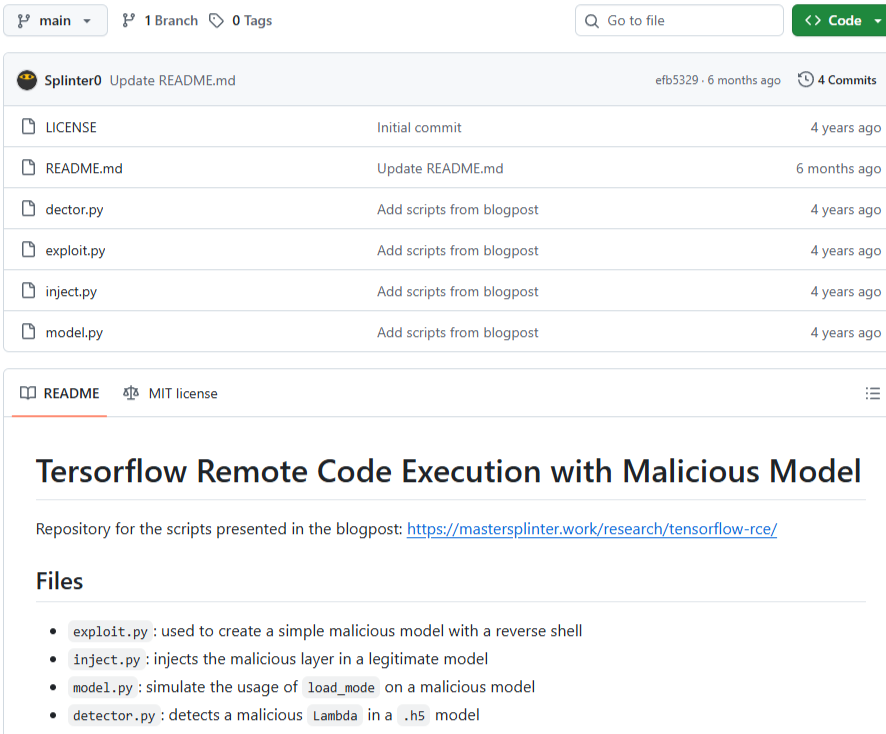 main 1 Branch 0 Tags Go to file Code
Splinter0 Update README.md efb5329 · 6 months ago 4 Commits
LICENSE Initial commit 4 years ago
README.md Update README.md 6 months ago
dector.py Add scripts from blogpost 4 years ago
exploit.py Add scripts from blogpost 4 years ago
inject.py Add scripts from blogpost 4 years ago
model.py Add scripts from blogpost 4 years ago
README MIT license
Tersorflow Remote Code Execution with Malicious Model
Repository for the scripts presented in the blogpost: https://mastersplinter.work/research/tensorflow-rce/
Files
• exploit.py : used to create a simple malicious model with a reverse shell
• inject.py : injects the malicious layer in a legitimate model
• model.py : simulate the usage of load_mode on a malicious model
• detector.py : detects a malicious Lambda in a .h5 model